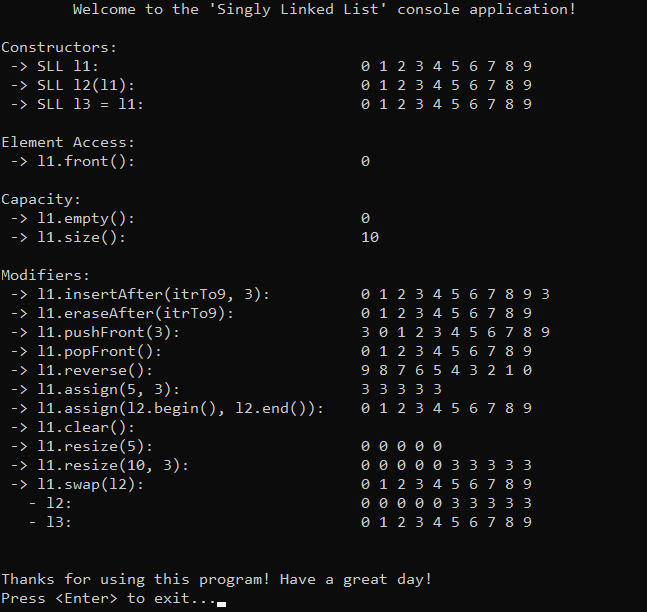 Welcome to the 'Singly Linked List' console application!
Constructors:
-> SLL l1: 0 1 2 3 4 5 6 7 8 9
-> SLL l2(l1): 0 1 2 3 4 5 6 7 8 9
-> SLL l3 = l1: 0 1 2 3 4 5 6 7 8 9
Element Access:
-> l1.front(): 0
Capacity:
-> l1.empty(): 0
-> l1.size(): 10
Modifiers:
-> l1.insertAfter(itrTo9, 3): 0 1 2 3 4 5 6 7 8 9 3
-> l1.eraseAfter(itrTo9): 0 1 2 3 4 5 6 7 8 9
-> l1.pushFront(3): 3 0 1 2 3 4 5 6 7 8 9
-> l1.popFront(): 0 1 2 3 4 5 6 7 8 9
-> l1.reverse(): 9 8 7 6 5 4 3 2 1 0
-> l1.assign(5, 3): 3 3 3 3 3
-> l1.assign(l2.begin(), l2.end()): 0 1 2 3 4 5 6 7 8 9
-> l1.clear():
-> l1.resize(5): 0 0 0 0 0
-> l1.resize(10, 3): 0 0 0 0 0 3 3 3 3 3
-> l1.swap(l2): 0 1 2 3 4 5 6 7 8 9
- l2: 0 0 0 0 0 3 3 3 3 3
- l3: 0 1 2 3 4 5 6 7 8 9
Thanks for using this program! Have a great day!
Press <Enter> to exit...